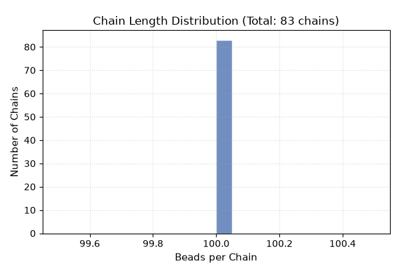 Chain Length Distribution (Total: 83 chains)
Number of Chains
80
70
60
50
40
30
20
10
0
99.6 99.8 100.0 100.2 100.4
Beads per Chain